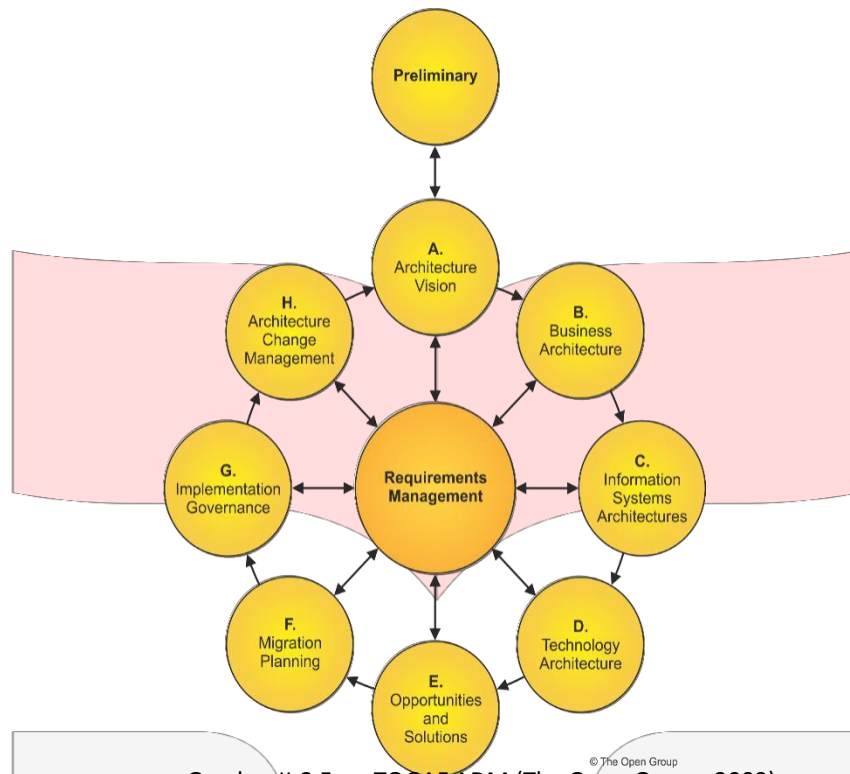 Preliminary
A.
Architecture
Vision
B.
Business
Architecture
C.
Information
Systems
Architectures
D.
Technology
Architecture
E.
Opportunities
and
Solutions
F.
Migration
Planning
G.
Implementation
Governance
H.
Architecture
Change
Management
Requirements
Management
© The Open Group